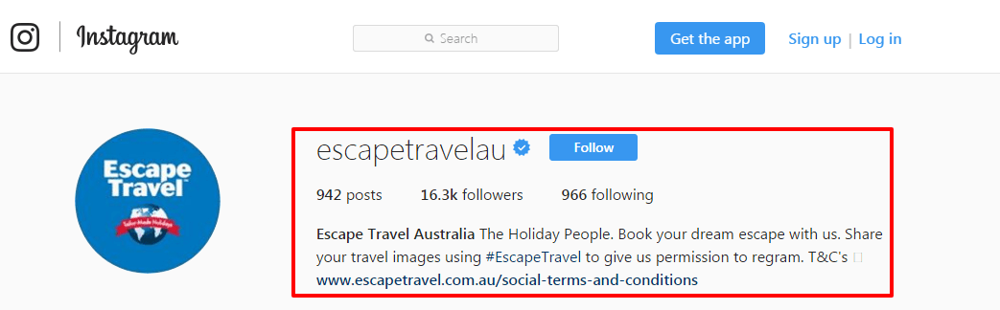 Instagram
Search
Get the app
Sign up | Log in
Escape
Travel™
Tailor-Made Holidays
escapetravelau
Follow
942 posts 16.3k followers 966 following
Escape Travel Australia The Holiday People. Book your dream escape with us. Share
your travel images using #EscapeTravel to give us permission to regram. T&C's
www.escapetravel.com.au/social-terms-and-conditions